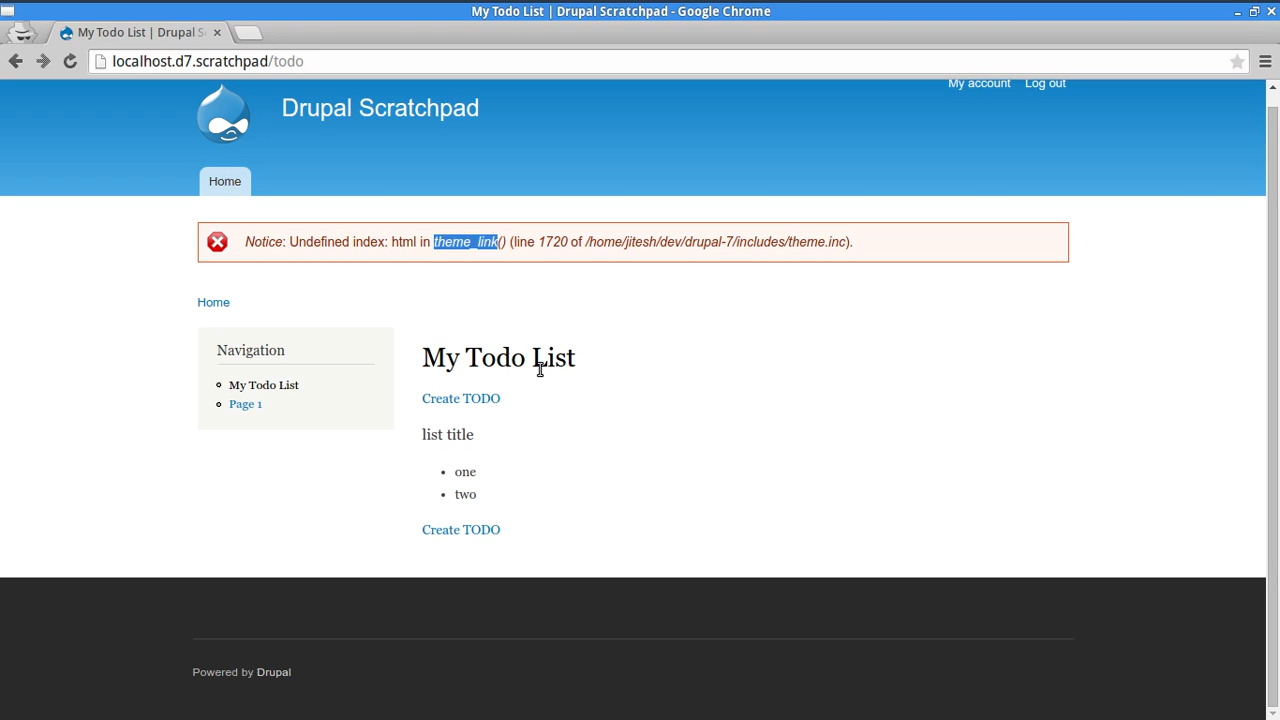 My Todo List | Drupal Scratchpad - Google Chrome
My Todo List | Drupal S
localhost.d7.scratchpad/todo
My account Log out
Drupal Scratchpad
Home
Notice: Undefined index: html in theme_link() (line 1720 of /home/jitesh/dev/drupal-7/includes/theme.inc).
Home
Navigation
My Todo List
Page 1
My Todo List
Create TODO
list title
one
two
Create TODO
Powered by Drupal